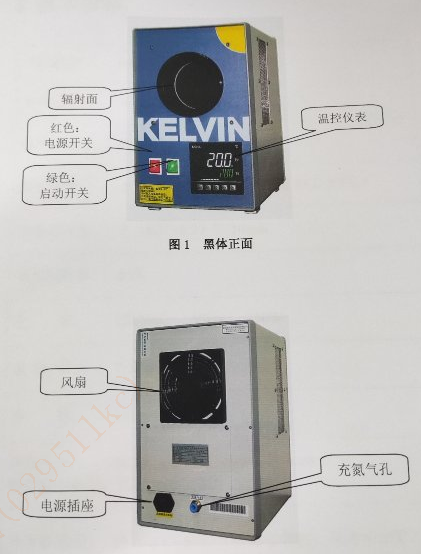 辐射面
红色：
电源开关
绿色：
启动开关
KELVIN
20.0
温控仪表
图1 黑体正面
风扇
电源插座
充氮气孔